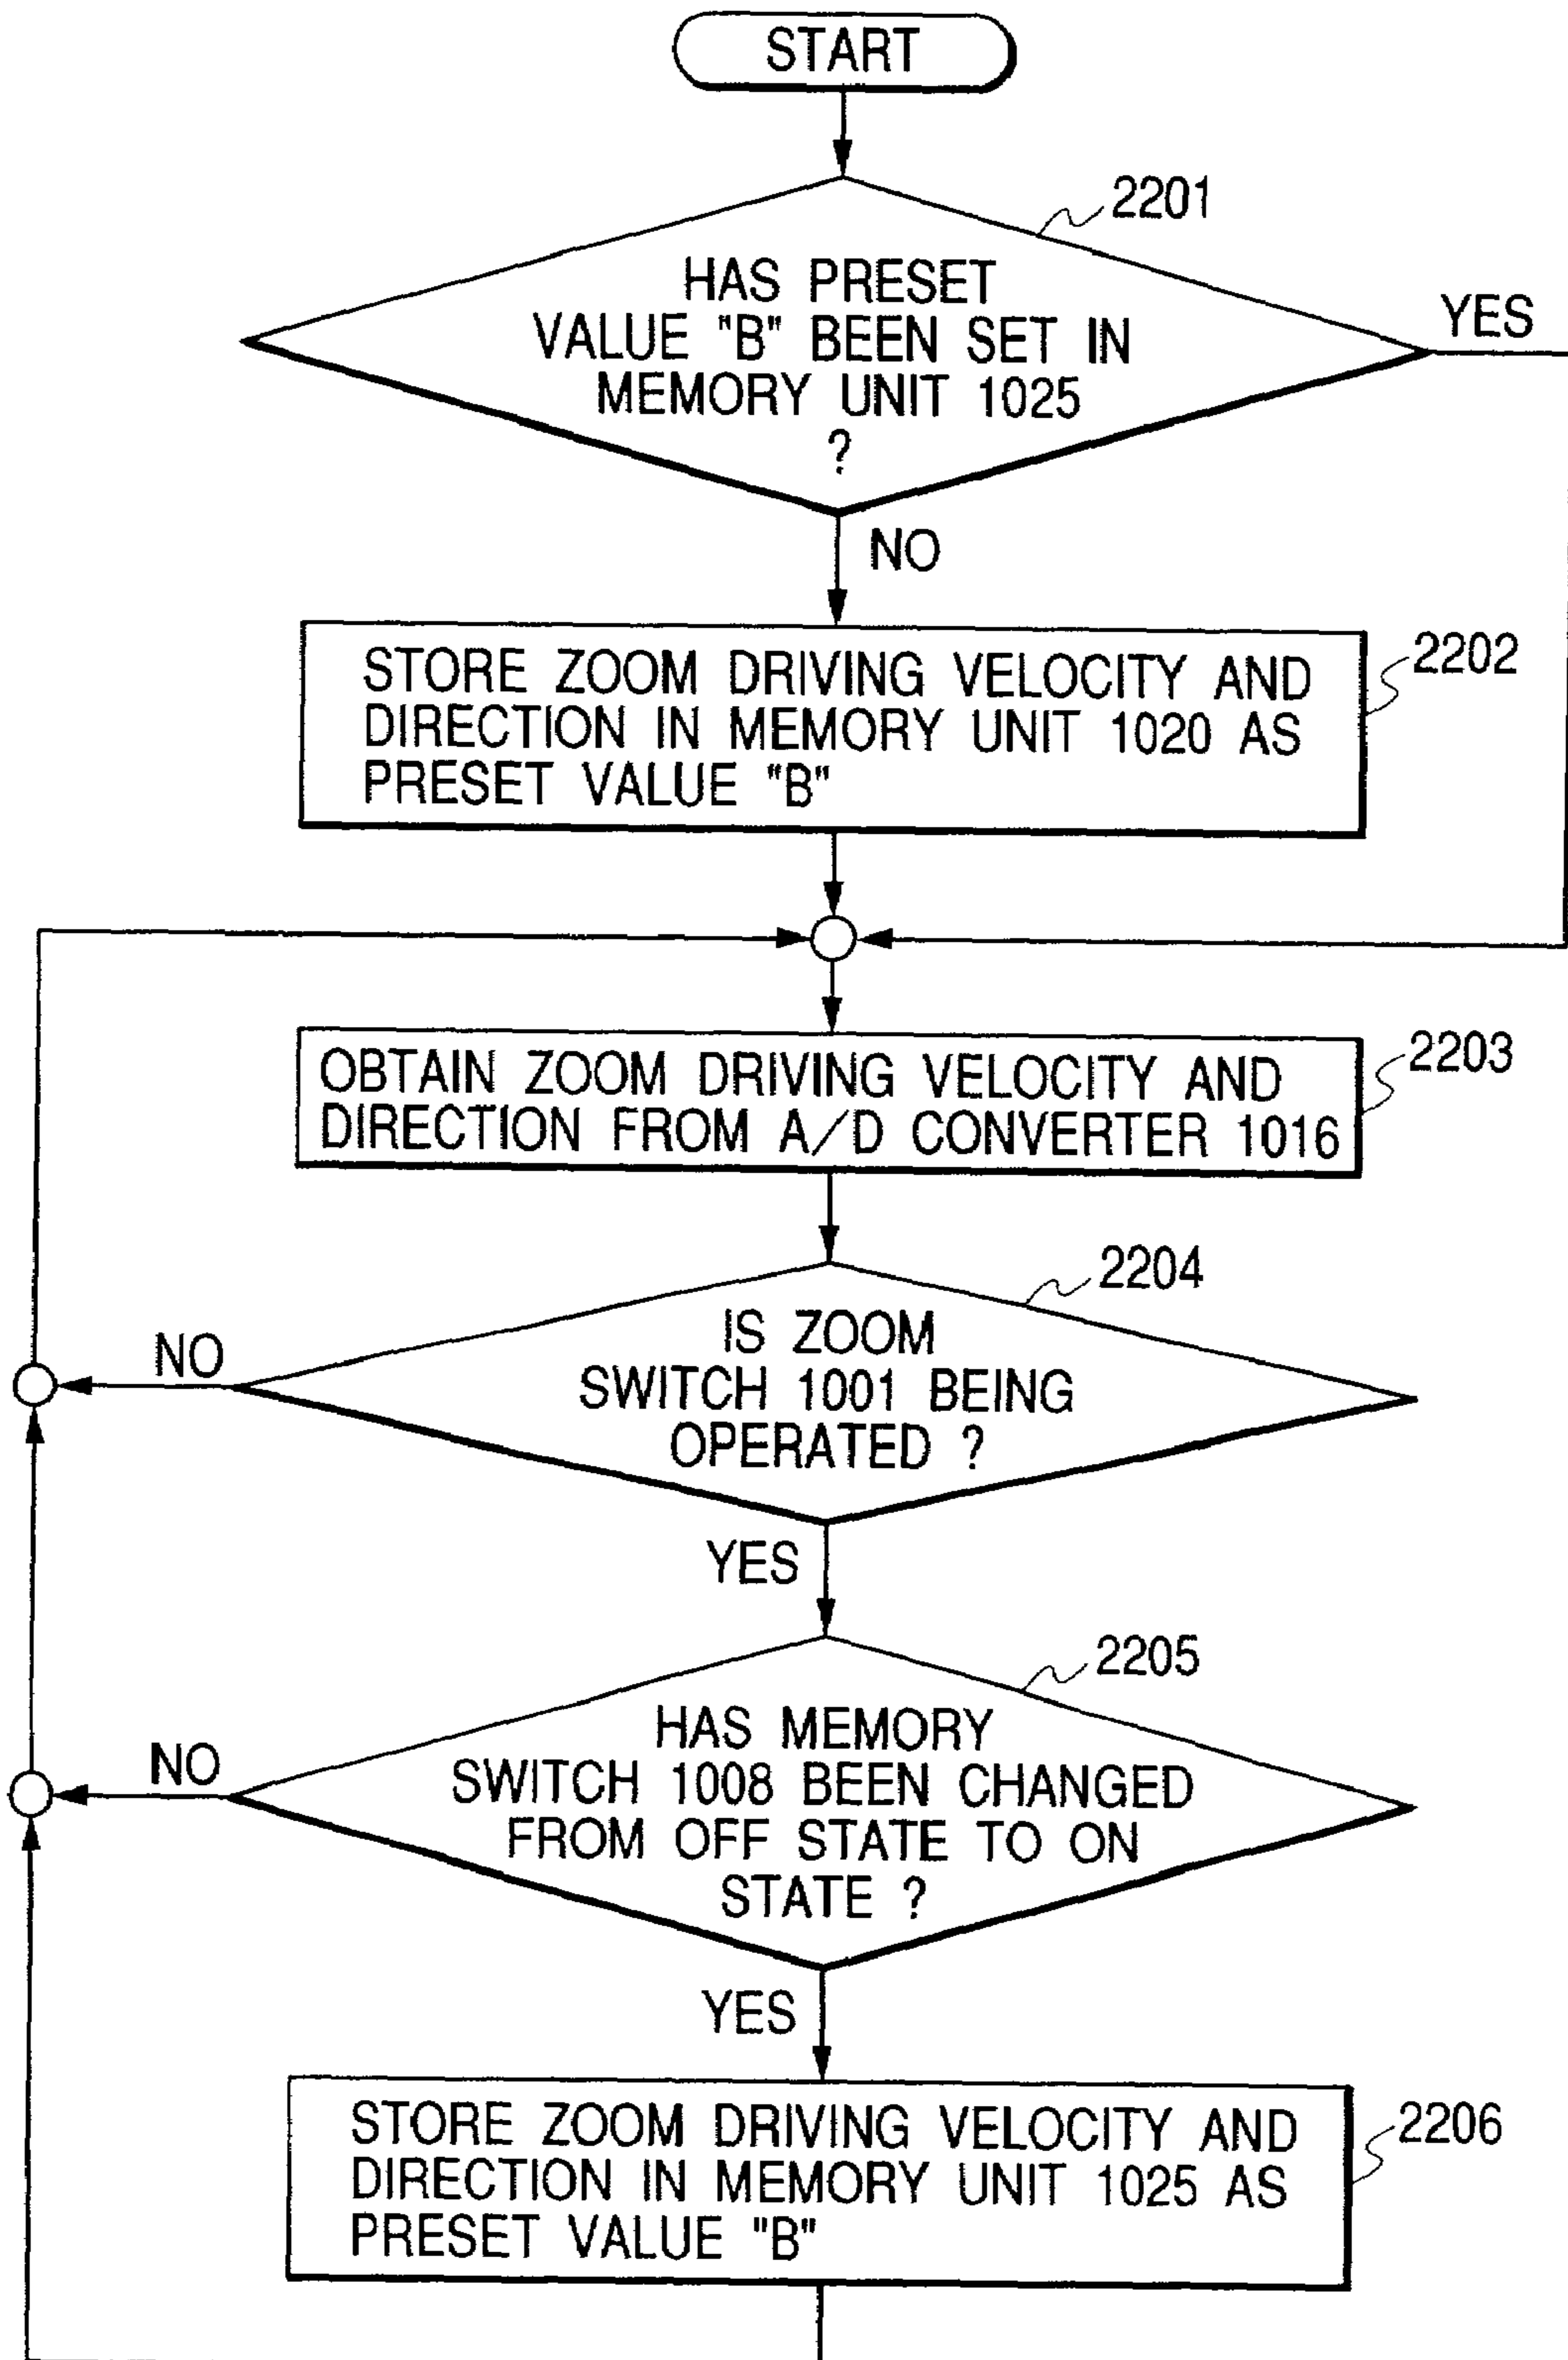 START
2201
HAS PRESET
VALUE "B" BEEN SET IN
MEMORY UNIT 1025
?
YES
NO
2202
STORE ZOOM DRIVING VELOCITY AND
DIRECTION IN MEMORY UNIT 1020 AS
PRESET VALUE "B"
2203
OBTAIN ZOOM DRIVING VELOCITY AND
DIRECTION FROM A/D CONVERTER 1016
2204
IS ZOOM
SWITCH 1001 BEING
OPERATED ?
NO
YES
2205
HAS MEMORY
SWITCH 1008 BEEN CHANGED
FROM OFF STATE TO ON
STATE ?
NO
YES
2206
STORE ZOOM DRIVING VELOCITY AND
DIRECTION IN MEMORY UNIT 1025 AS
PRESET VALUE "B"